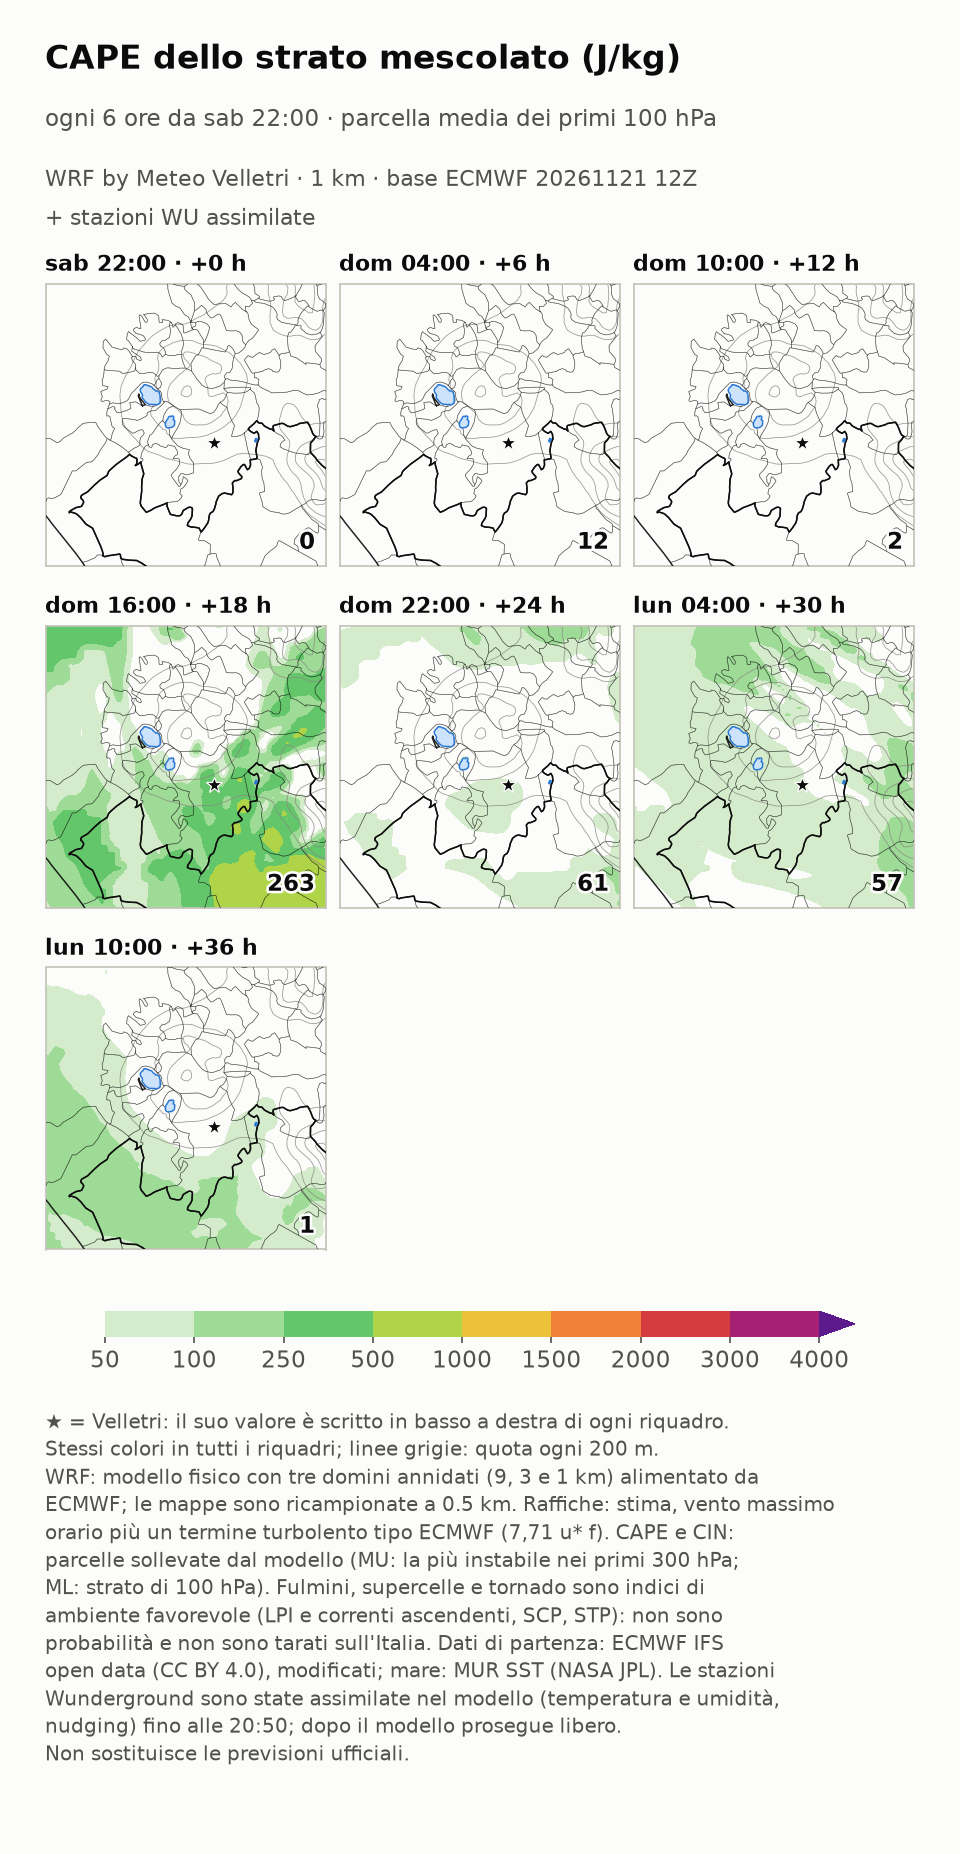 CAPE dello strato mescolato (J/kg)
ogni 6 ore da sab 22:00 · parcella media dei primi 100 hPa
WRF by Meteo Velletri · 1 km · base ECMWF 20261121 12Z
+ stazioni WU assimilate
sab 22:00 · +0 h
dom 04:00 · +6 h
dom 10:00 · +12 h
0
12
2
dom 16:00 · +18 h
dom 22:00 · +24 h
lun 04:00 · +30 h
263
61
57
lun 10:00 · +36 h
1
50 100 250 500 1000 1500 2000 3000 4000
★ = Velletri: il suo valore è scritto in basso a destra di ogni riquadro.
Stessi colori in tutti i riquadri; linee grigie: quota ogni 200 m.
WRF: modello fisico con tre domini annidati (9, 3 e 1 km) alimentato da
ECMWF; le mappe sono ricampionate a 0.5 km. Raffiche: stima, vento massimo
orario più un termine turbolento tipo ECMWF (7,71 u* f). CAPE e CIN:
parcelle sollevate dal modello (MU: la più instabile nei primi 300 hPa;
ML: strato di 100 hPa). Fulmini, supercelle e tornado sono indici di
ambiente favorevole (LPI e correnti ascendenti, SCP, STP): non sono
probabilità e non sono tarati sull'Italia. Dati di partenza: ECMWF IFS
open data (CC BY 4.0), modificati; mare: MUR SST (NASA JPL). Le stazioni
Wunderground sono state assimilate nel modello (temperatura e umidità,
nudging) fino alle 20:50; dopo il modello prosegue libero.
Non sostituisce le previsioni ufficiali.